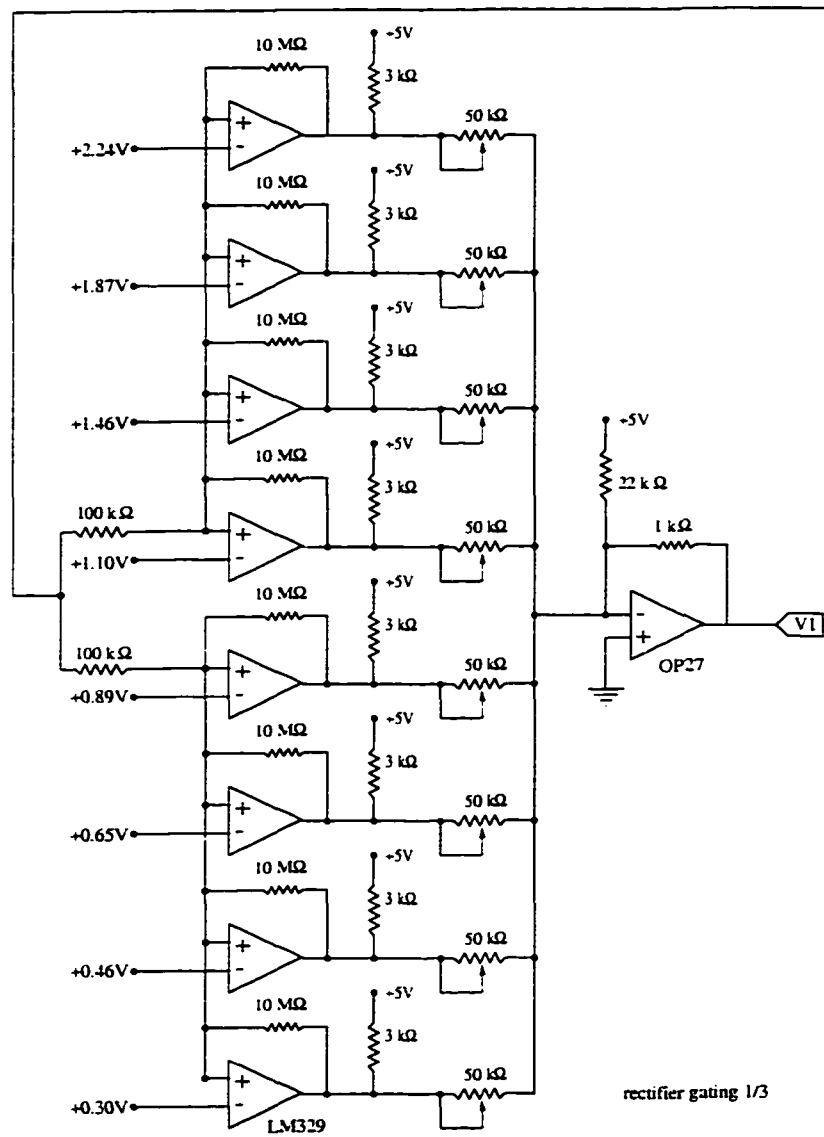 +5V
10 MΩ
3 kΩ
50 kΩ
+
-
+2.24V
+5V
10 MΩ
3 kΩ
50 kΩ
+
-
+1.87V
+5V
10 MΩ
3 kΩ
50 kΩ
+
-
+1.46V
+5V
10 MΩ
3 kΩ
50 kΩ
100 kΩ
+
-
+1.10V
+5V
22 kΩ
1 kΩ
-
+
V1
OP27
+5V
10 MΩ
3 kΩ
50 kΩ
100 kΩ
+
-
+0.89V
+5V
10 MΩ
3 kΩ
50 kΩ
+
-
+0.65V
+5V
10 MΩ
3 kΩ
50 kΩ
+
-
+0.46V
+5V
10 MΩ
3 kΩ
50 kΩ
+
-
+0.30V
LM329
rectifier gating 1/3